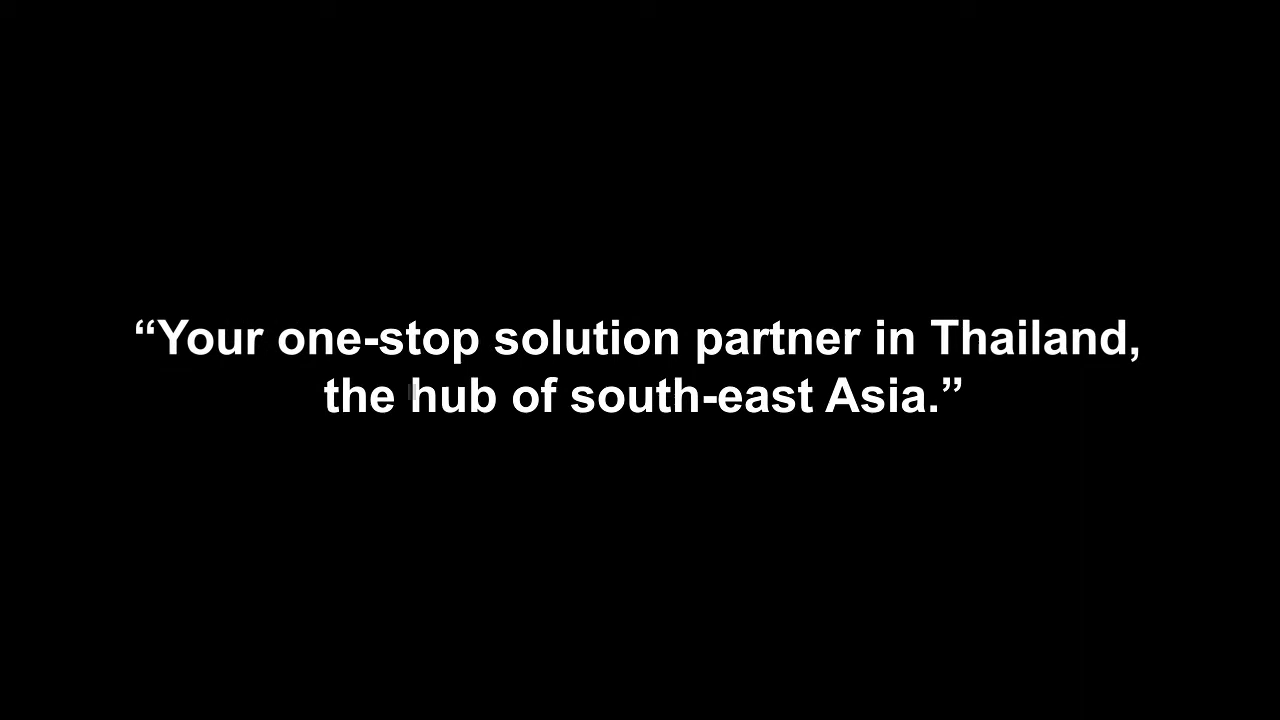 “Your one-stop solution partner in Thailand,
the hub of south-east Asia.”